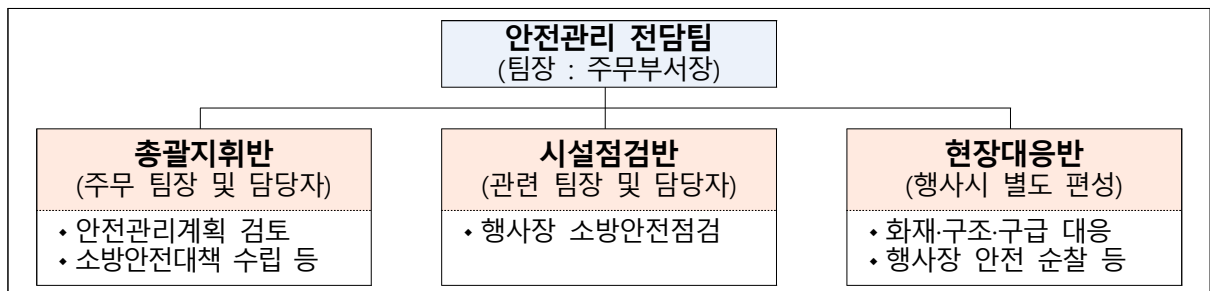 안전관리 전담팀
(팀장 : 주무부서장)
총괄지휘반
(주무 팀장 및 담당자)
⬩ 안전관리계획 검토
⬩ 소방안전대책 수립 등
시설점검반
(관련 팀장 및 담당자)
⬩ 행사장 소방안전점검
현장대응반
(행사시 별도 편성)
⬩ 화재·구조·구급 대응
⬩ 행사장 안전 순찰 등